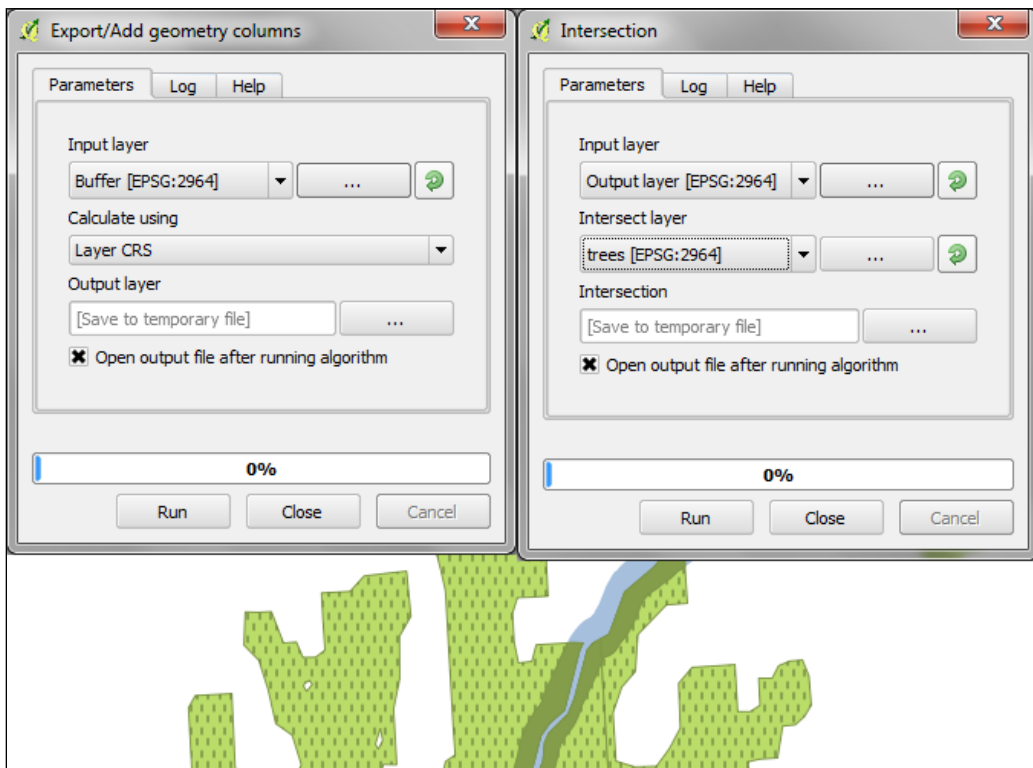 Export/Add geometry columns
Parameters Log Help
Input layer
Buffer [EPSG:2964] ...
Calculate using
Layer CRS
Output layer
[Save to temporary file] ...
Open output file after running algorithm
0%
Run Close Cancel
Intersection
Parameters Log Help
Input layer
Output layer [EPSG:2964] ...
Intersect layer
trees [EPSG:2964] ...
Intersection
[Save to temporary file] ...
Open output file after running algorithm
0%
Run Close Cancel